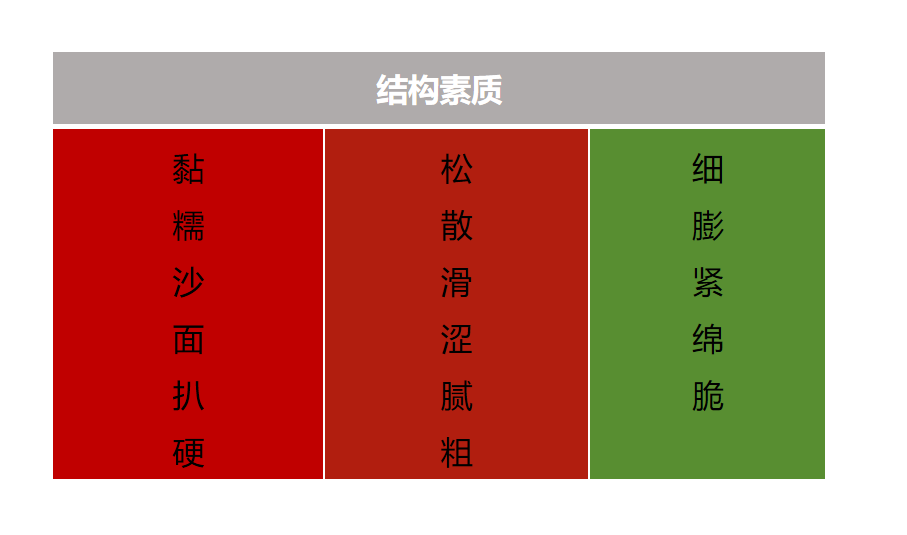 结构素质
黏 松 细
糯 散 膨
沙 滑 紧
面 涩 绵
扒 腻 脆
硬 粗